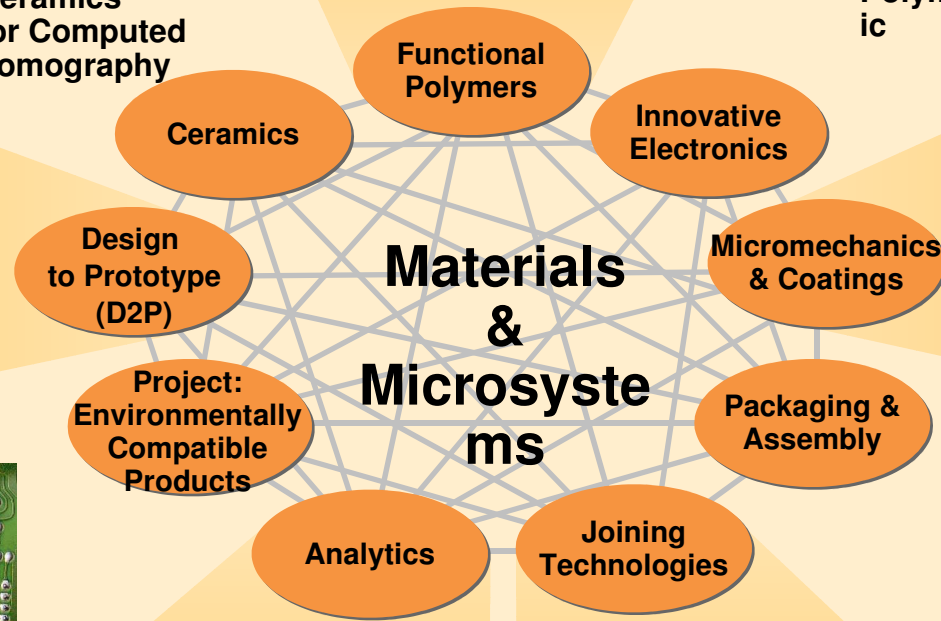 eramics
or Computed
omography
ic
Functional
Polymers
Ceramics
Innovative
Electronics
Design
to Prototype
(D2P)
Micromechanics
& Coatings
Materials
&
Microsyste
ms
Project:
Environmentally
Compatible
Products
Packaging &
Assembly
Analytics
Joining
Technologies